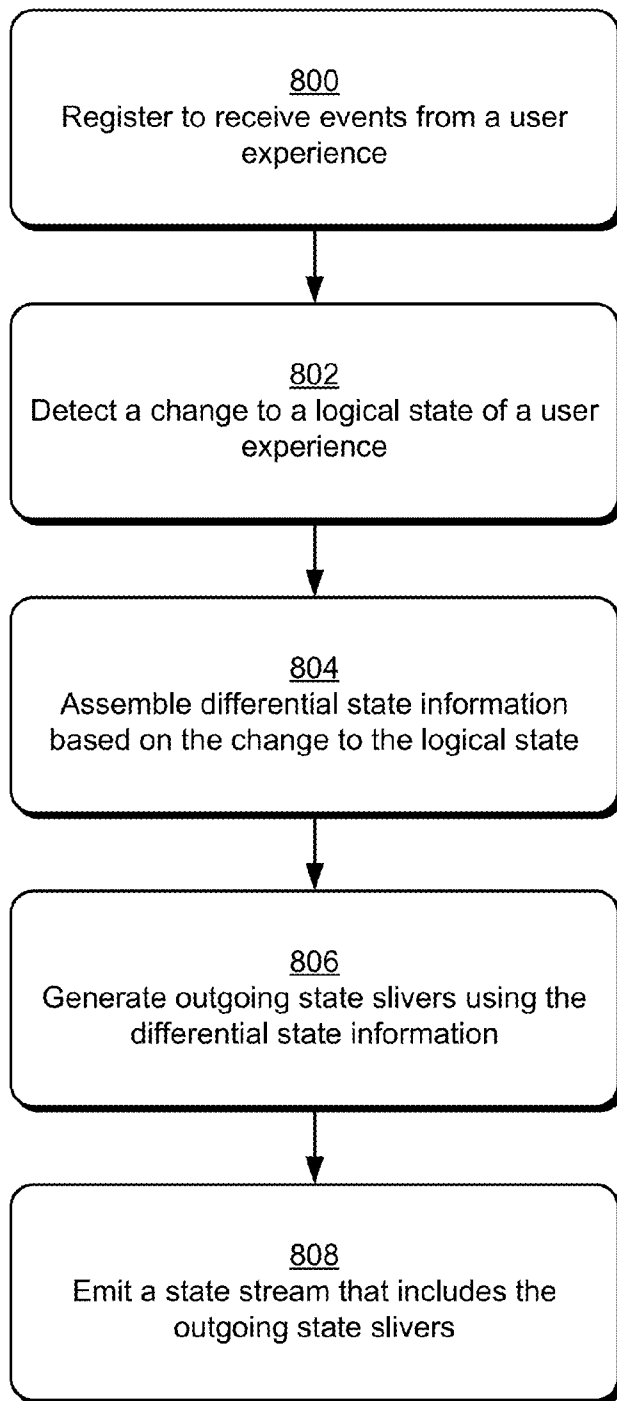 800
Register to receive events from a user
experience
802
Detect a change to a logical state of a user
experience
804
Assemble differential state information
based on the change to the logical state
806
Generate outgoing state slivers using the
differential state information
808
Emit a state stream that includes the
outgoing state slivers